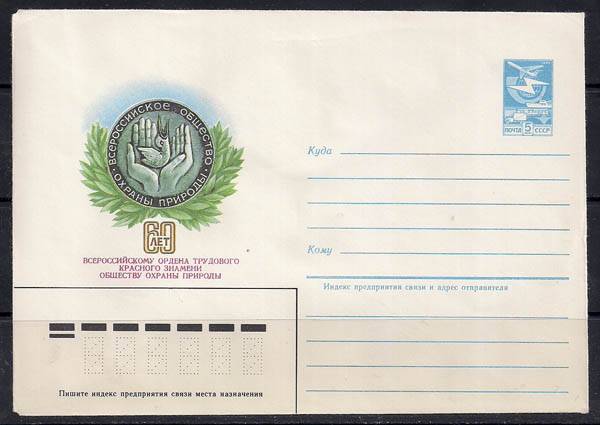 ВСЕРОССИЙСКОЕ ОБЩЕСТВО
ОХРАНЫ ПРИРОДЫ
60
ЛЕТ
ВСЕРОССИЙСКОМУ ОРДЕНА ТРУДОВОГО
КРАСНОГО ЗНАМЕНИ
ОБЩЕСТВУ ОХРАНЫ ПРИРОДЫ
ПОЧТА 5 СССР
Куда
Кому
Индекс предприятия связи и адрес отправителя
Пишите индекс предприятия связи места назначения